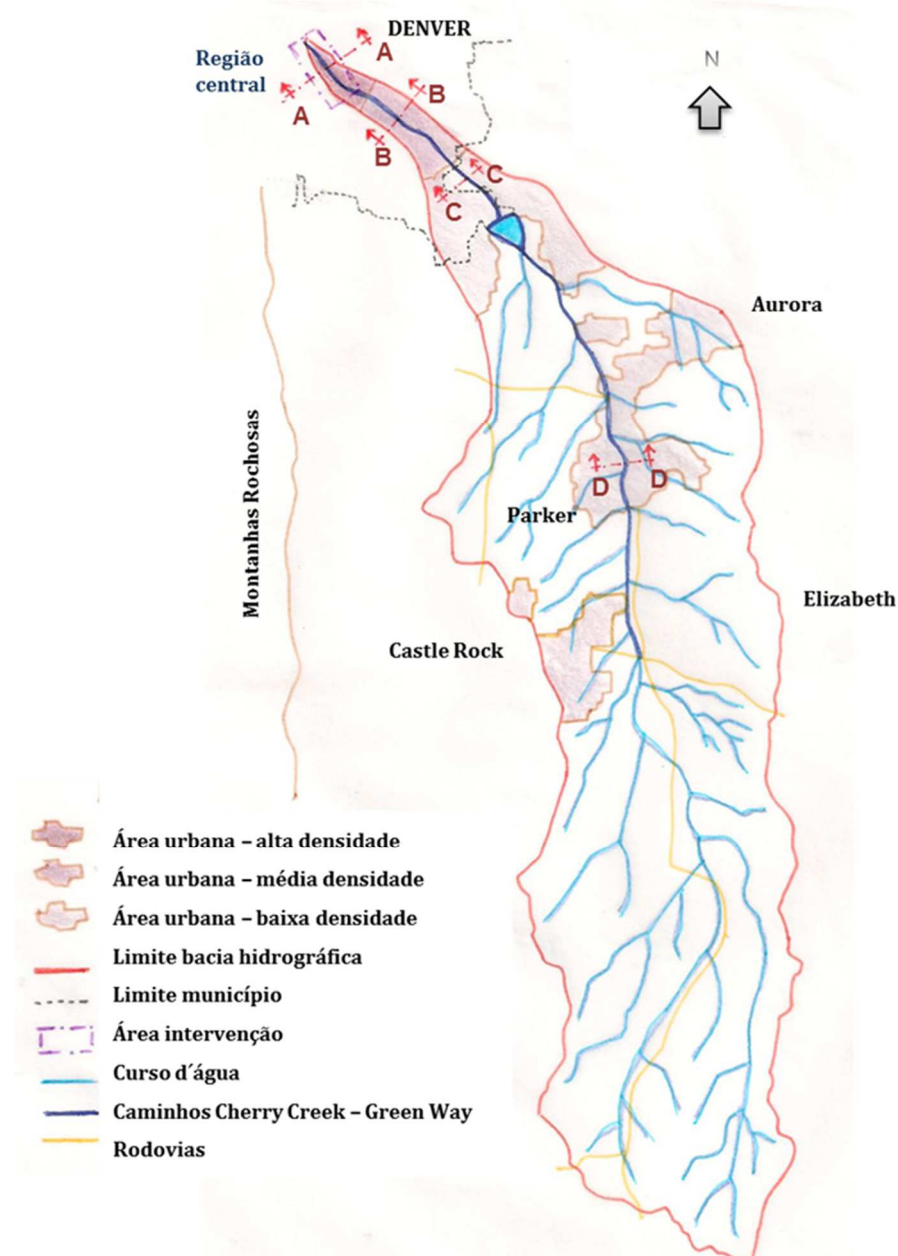 DENVER
Região
central
A
A
B
B
C
C
N
Aurora
Montanhas Rochosas
D
D
Parker
Elizabeth
Castle Rock
Área urbana – alta densidade
Área urbana – média densidade
Área urbana – baixa densidade
Limite bacia hidrográfica
Limite município
Área intervenção
Curso d´água
Caminhos Cherry Creek – Green Way
Rodovias